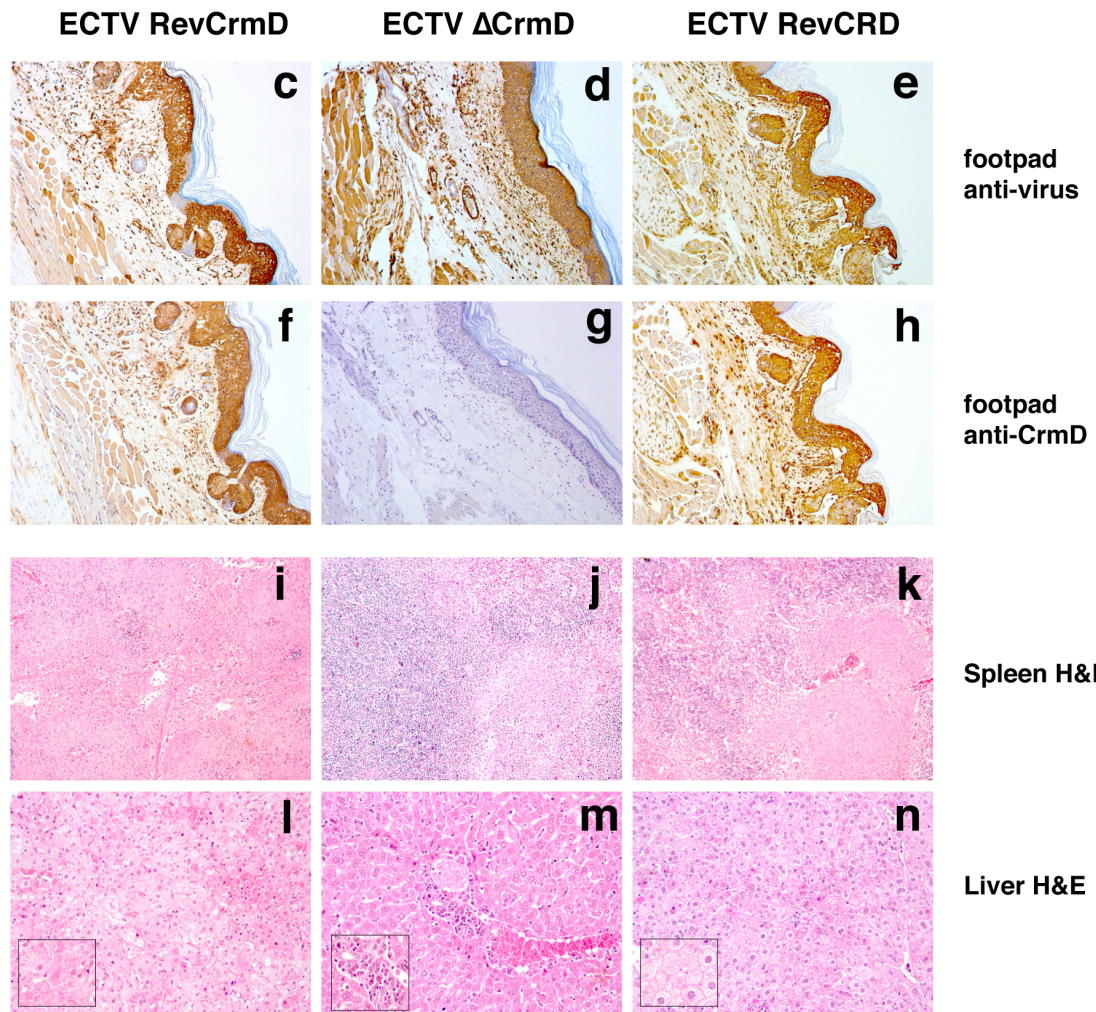 ECTV RevCrmD ECTV ΔCrmD ECTV RevCRD
c d e
footpad
anti-virus
f g h
footpad
anti-CrmD
i j k
Spleen H&
l m n
Liver H&E